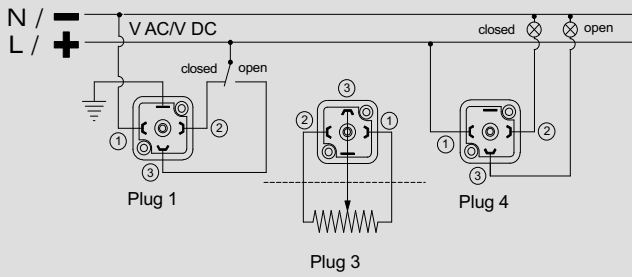 N / −
V AC/V DC
L / +
closed open
closed open
① ② ③
Plug 1
③ ② ①
Plug 3
① ② ③
Plug 4